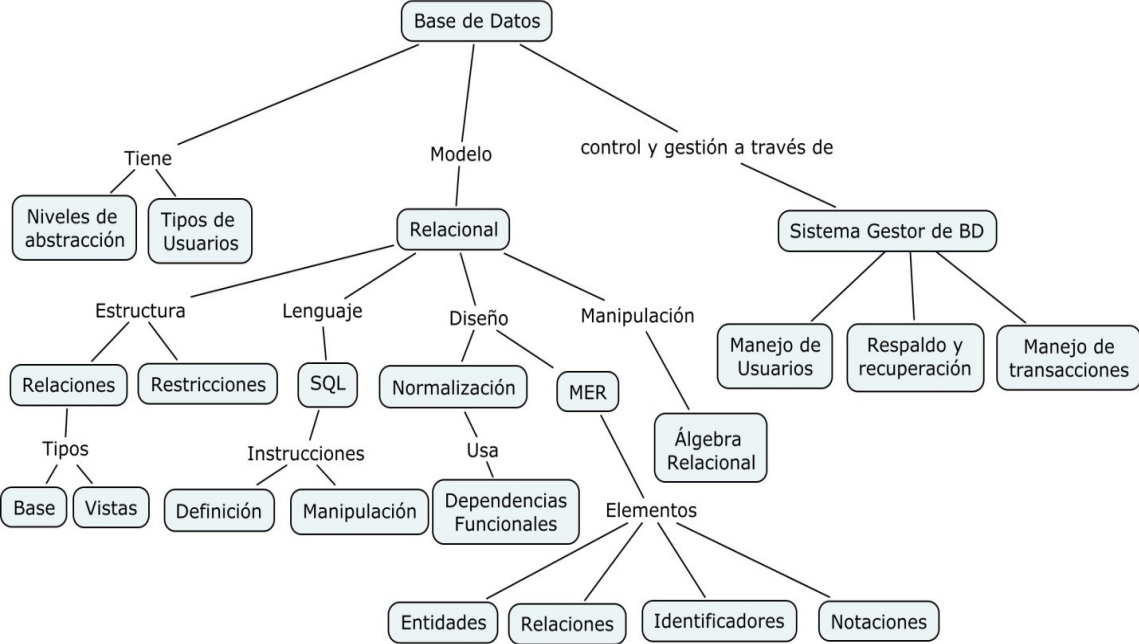 Base de Datos
Tiene
Modelo
control y gestión a través de
Niveles de
abstracción
Tipos de
Usuarios
Relacional
Sistema Gestor de BD
Estructura
Lenguaje
Diseño
Manipulación
Manejo de
Usuarios
Respaldo y
recuperación
Manejo de
transacciones
Relaciones
Restricciones
SQL
Normalización
MER
Álgebra
Relacional
Tipos
Instrucciones
Usa
Base
Vistas
Definición
Manipulación
Dependencias
Funcionales
Elementos
Entidades
Relaciones
Identificadores
Notaciones